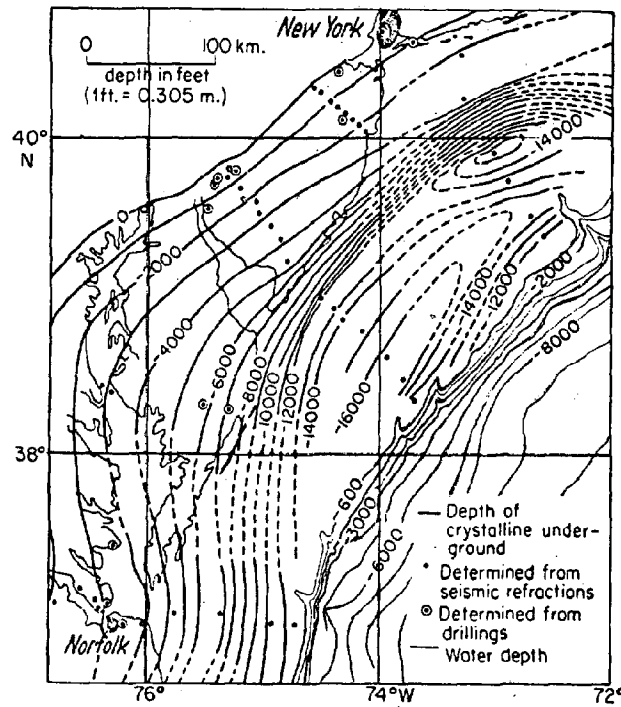 New York
0 100 km.
depth in feet
(1ft. = 0.305 m.)
40°
N
14000
2000
4000
6000
8000
10000
12000
-14000
-16000
14000
12000
2000
8000
38°
600
3000
6000
Depth of
crystalline under-
ground
Determined from
seismic refractions
Determined from
drillings
Water depth
Norfolk
76°
74°W
72°